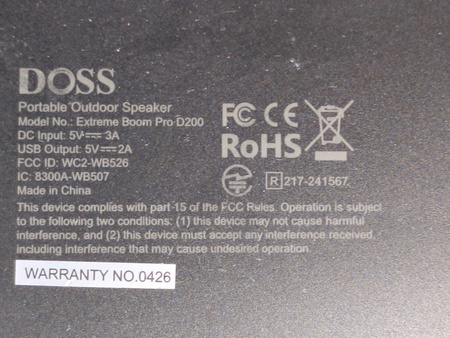 DOSS
Portable Outdoor Speaker
Model No.: Extreme Boom Pro D200
DC Input: 5V⎓3A
USB Output: 5V⎓2A
FCC ID: WC2-WB526
IC: 8300A-WB507
Made in China
FC CE
RoHS
R 217-241567
This device complies with part-15 of the FCC Rules. Operation is subject
to the following two conditions: (1) this device may not cause harmful
interference, and (2) this device must accept any interference received,
including interference that may cause undesired operation.
WARRANTY NO.0426